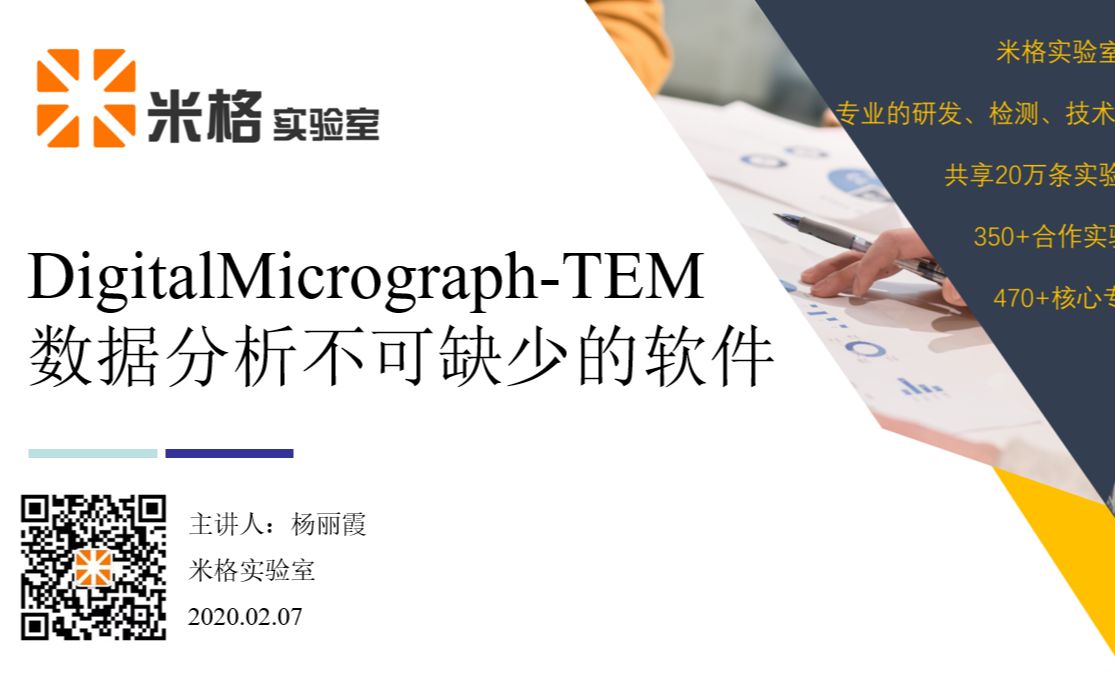 米格实验室
DigitalMicrograph-TEM
数据分析不可缺少的软件
主讲人：杨丽霞
米格实验室
2020.02.07
米格实验室
专业的研发、检测、技术
共享20万条实验
350+合作实验
470+核心专